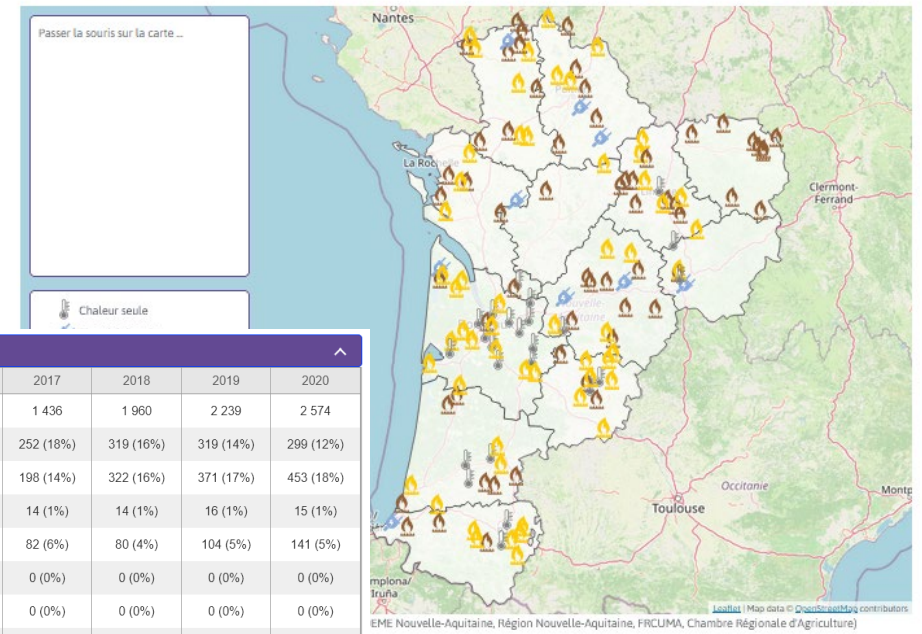 Nantes
Passer la souris sur la carte ...
La Rochelle
Clermont-
Ferrand
Chaleur seule
Nouvelle-
Aquitaine
2017 2018 2019 2020
1 436 1 960 2 239 2 574
252 (18%) 319 (16%) 319 (14%) 299 (12%)
198 (14%) 322 (16%) 371 (17%) 453 (18%)
14 (1%) 14 (1%) 16 (1%) 15 (1%)
82 (6%) 80 (4%) 104 (5%) 141 (5%)
0 (0%) 0 (0%) 0 (0%) 0 (0%)
0 (0%) 0 (0%) 0 (0%) 0 (0%)
Occitanie
Montp
Toulouse
mplona/
Iruña
Leaflet | Map data © OpenStreetMap contributors
EME Nouvelle-Aquitaine, Région Nouvelle-Aquitaine, FRCUMA, Chambre Régionale d'Agriculture)